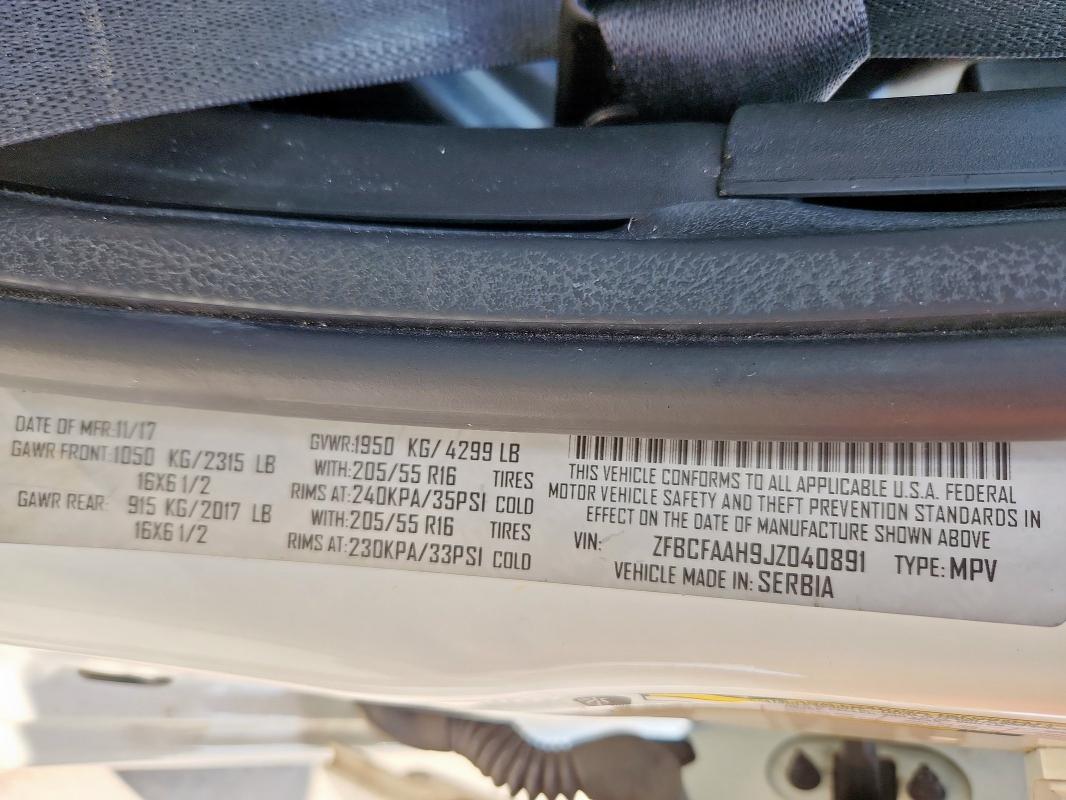 DATE OF MFR:11/17
GAWR FRONT:1050 KG/2315 LB
16X6 1/2
GAWR REAR: 915 KG/2017 LB
16X6 1/2
GVWR:1950 KG/ 4299 LB
WITH:205/55 R16 TIRES
RIMS AT:240KPA/35PSI COLD
WITH:205/55 R16 TIRES
RIMS AT:230KPA/33PSI COLD
THIS VEHICLE CONFORMS TO ALL APPLICABLE U.S.A. FEDERAL
MOTOR VEHICLE SAFETY AND THEFT PREVENTION STANDARDS IN
EFFECT ON THE DATE OF MANUFACTURE SHOWN ABOVE
VIN: ZFBCFAAH9JZ040891 TYPE: MPV
VEHICLE MADE IN: SERBIA